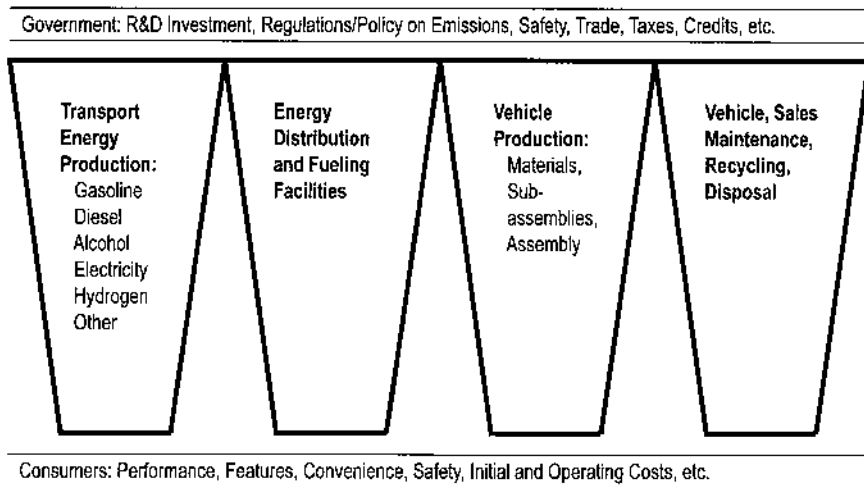 Government: R&D Investment, Regulations/Policy on Emissions, Safety, Trade, Taxes, Credits, etc.
Transport
Energy
Production:
Gasoline
Diesel
Alcohol
Electricity
Hydrogen
Other
Energy
Distribution
and Fueling
Facilities
Vehicle
Production:
Materials,
Sub-
assemblies,
Assembly
Vehicle, Sales
Maintenance,
Recycling,
Disposal
Consumers: Performance, Features, Convenience, Safety, Initial and Operating Costs, etc.